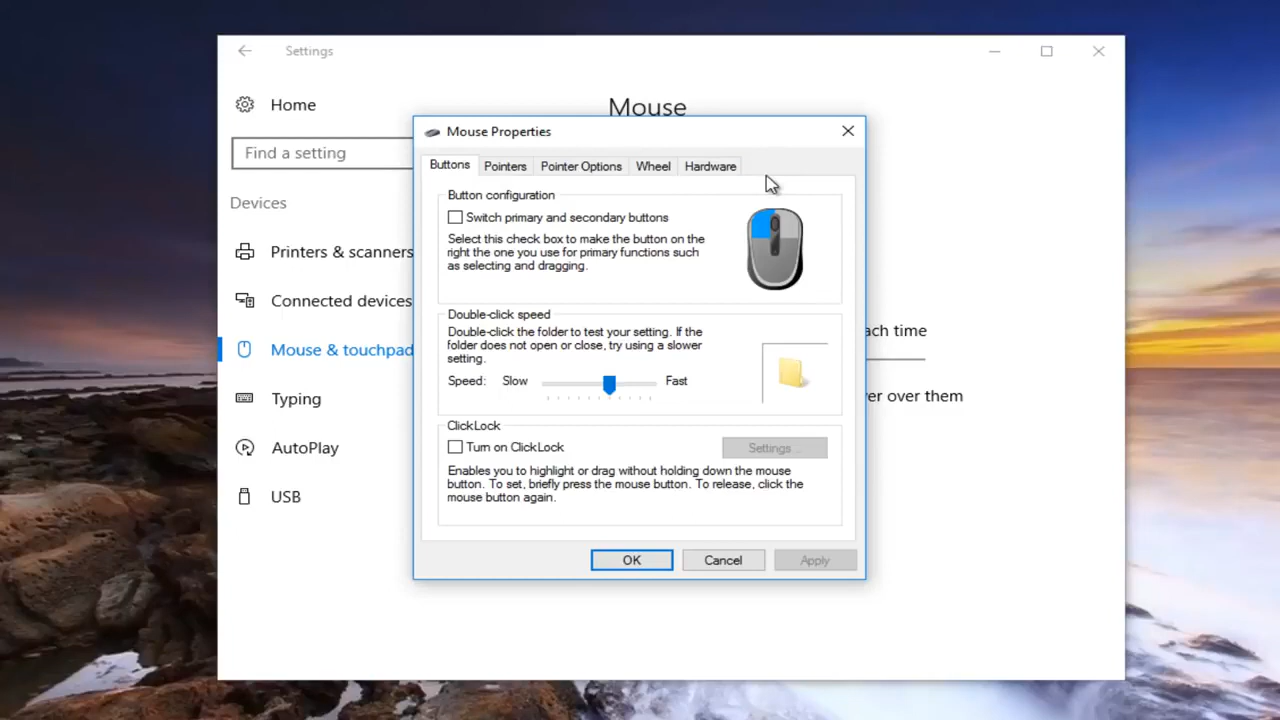 Settings
Home
Find a setting
Devices
Printers & scanners
Connected devices
Mouse & touchpad
Typing
AutoPlay
USB
Mouse
ach time
er over them
Mouse Properties
Buttons Pointers Pointer Options Wheel Hardware
Button configuration
Switch primary and secondary buttons
Select this check box to make the button on the
right the one you use for primary functions such
as selecting and dragging.
Double-click speed
Double-click the folder to test your setting. If the
folder does not open or close, try using a slower
setting.
Speed: Slow Fast
ClickLock
Turn on ClickLock Settings...
Enables you to highlight or drag without holding down the mouse
button. To set, briefly press the mouse button. To release, click the
mouse button again.
OK Cancel Apply